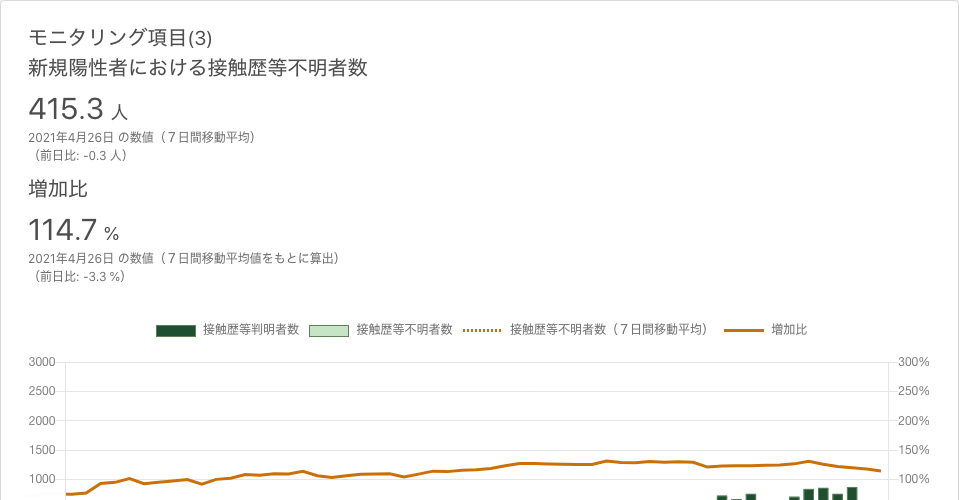 モニタリング項目(3)
新規陽性者における接触歴等不明者数
415.3 人
2021年4月26日 の数値（７日間移動平均）
（前日比: -0.3 人）
増加比
114.7 %
2021年4月26日 の数値（７日間移動平均値をもとに算出）
（前日比: -3.3 %）
接触歴等判明者数 接触歴等不明者数 接触歴等不明者数（７日間移動平均） 増加比
3000 300%
2500 250%
2000 200%
1500 150%
1000 100%